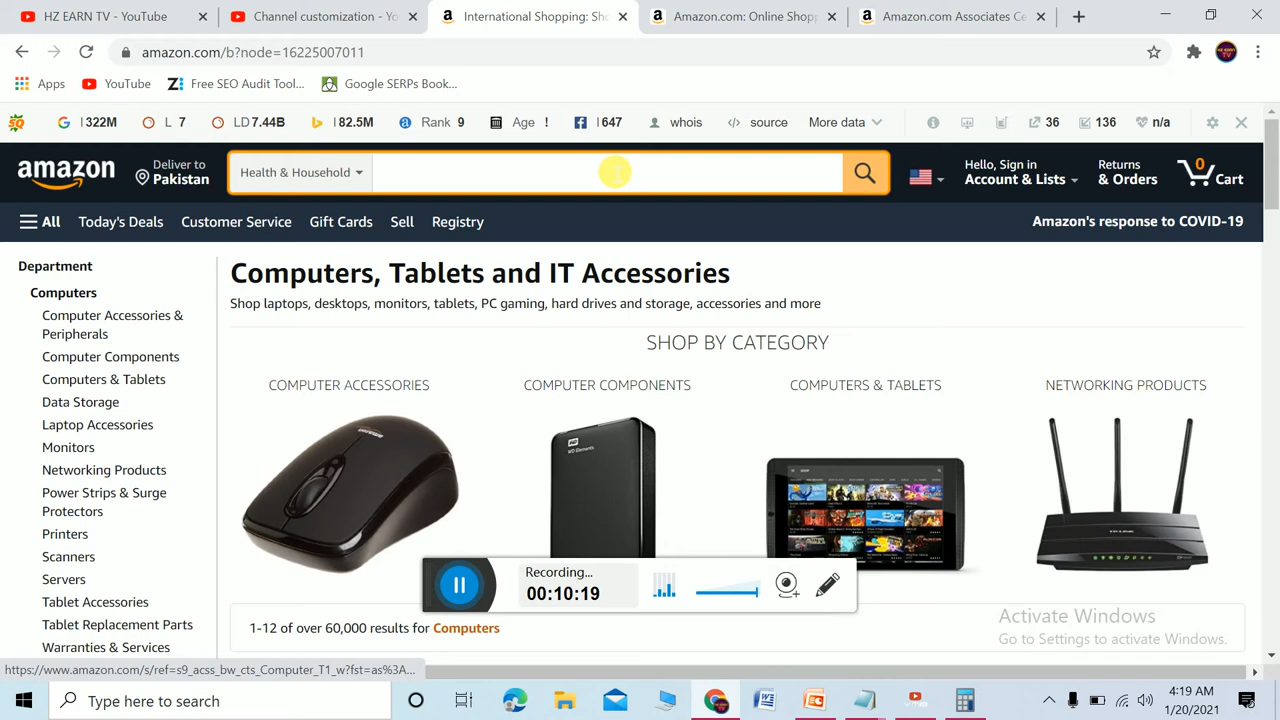 HZ EARN TV - YouTube
Channel customization - Yo
International Shopping: Sho
Amazon.com: Online Shopp
Amazon.com Associates Ce
amazon.com/b?node=16225007011
Apps
YouTube
Free SEO Audit Tool...
Google SERPs Book...
SQ
I 322M
L 7
LD 7.44B
I 82.5M
Rank 9
Age !
I 647
whois
source
More data
36
136
n/a
amazon
Deliver to
Pakistan
Health & Household
Hello, Sign in
Account & Lists
Returns
& Orders
0
Cart
All
Today's Deals
Customer Service
Gift Cards
Sell
Registry
Amazon's response to COVID-19
Department
Computers
Computer Accessories &
Peripherals
Computer Components
Computers & Tablets
Data Storage
Laptop Accessories
Monitors
Networking Products
Power Strips & Surge
Protectors
Printers
Scanners
Servers
Tablet Accessories
Tablet Replacement Parts
Warranties & Services
Computers, Tablets and IT Accessories
Shop laptops, desktops, monitors, tablets, PC gaming, hard drives and storage, accessories and more
SHOP BY CATEGORY
COMPUTER ACCESSORIES
COMPUTER COMPONENTS
COMPUTERS & TABLETS
NETWORKING PRODUCTS
Recording...
00:10:19
1-12 of over 60,000 results for Computers
Activate Windows
Go to Settings to activate Windows.
https://www.amazon.com/s/ref=s9_acss_bw_cts_Computer_T1_w?fst=as%3A...
Type here to search
4:19 AM
1/20/2021